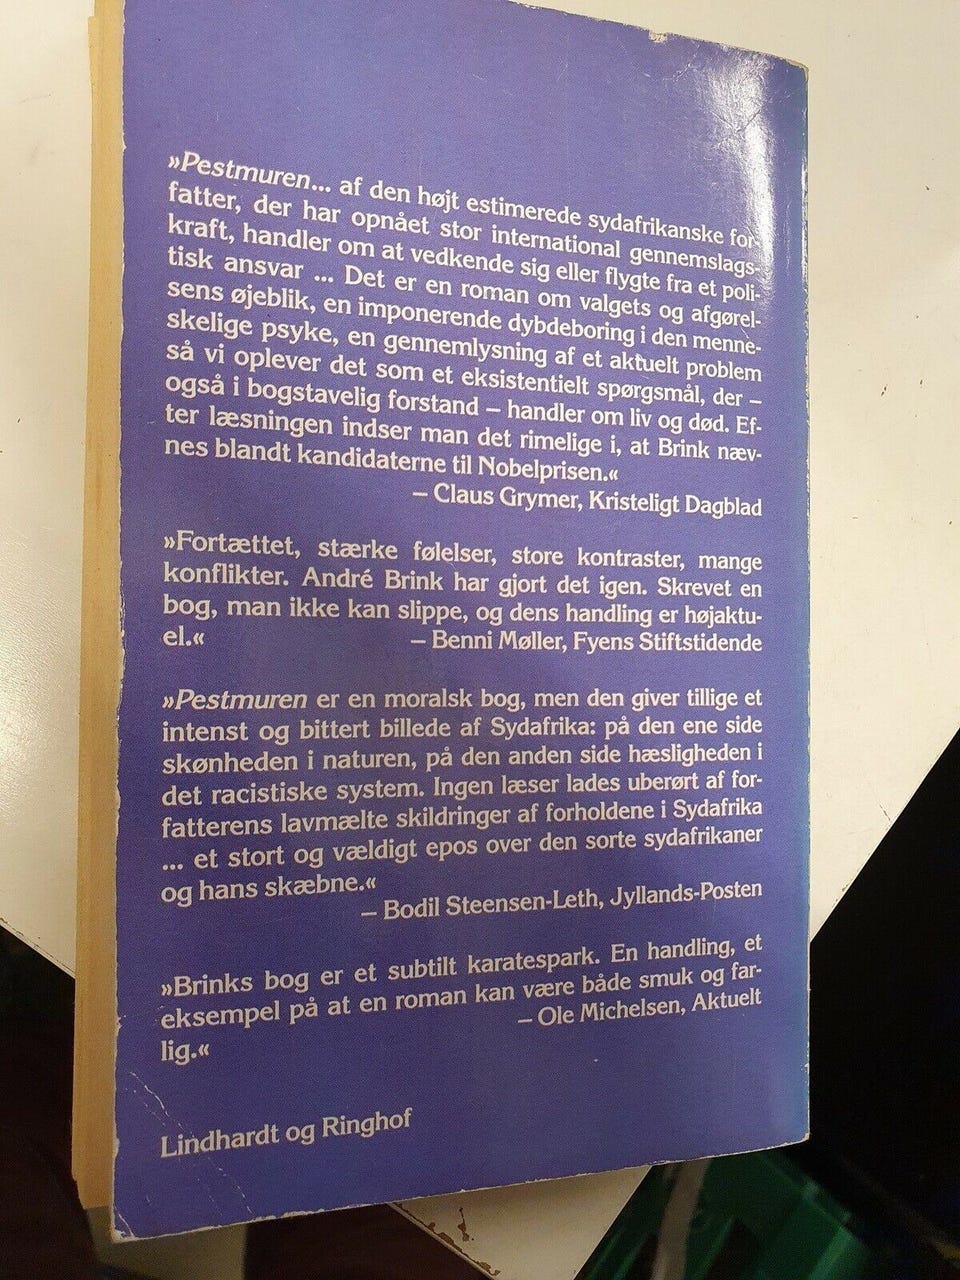 »Pestmuren... af den højt estimerede sydafrikanske for-
fatter, der har opnået stor international gennemslags-
kraft, handler om at vedkende sig eller flygte fra et poli-
tisk ansvar ... Det er en roman om valgets og afgørel-
sens øjeblik, en imponerende dybdeboring i den menne-
skelige psyke, en gennemlysning af et aktuelt problem
så vi oplever det som et eksistentielt spørgsmål, der –
også i bogstavelig forstand – handler om liv og død. Ef-
ter læsningen indser man det rimelige i, at Brink næv-
nes blandt kandidaterne til Nobelprisen.«
– Claus Grymer, Kristeligt Dagblad
»Fortættet, stærke følelser, store kontraster, mange
konflikter. André Brink har gjort det igen. Skrevet en
bog, man ikke kan slippe, og dens handling er højaktu-
el.« – Benni Møller, Fyens Stiftstidende
»Pestmuren er en moralsk bog, men den giver tillige et
intenst og bittert billede af Sydafrika: på den ene side
skønheden i naturen, på den anden side hæsligheden i
det racistiske system. Ingen læser lades uberørt af for-
fatterens lavmælte skildringer af forholdene i Sydafrika
... et stort og vældigt epos over den sorte sydafrikaner
og hans skæbne.«
– Bodil Steensen-Leth, Jyllands-Posten
»Brinks bog er et subtilt karatespark. En handling, et
eksempel på at en roman kan være både smuk og far-
lig.« – Ole Michelsen, Aktuelt
Lindhardt og Ringhof